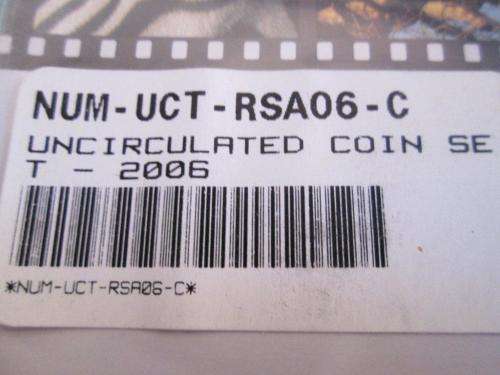 NUM-UCT-RSA06-C
UNCIRCULATED COIN SE
T - 2006
*NUM-UCT-RSA06-C*